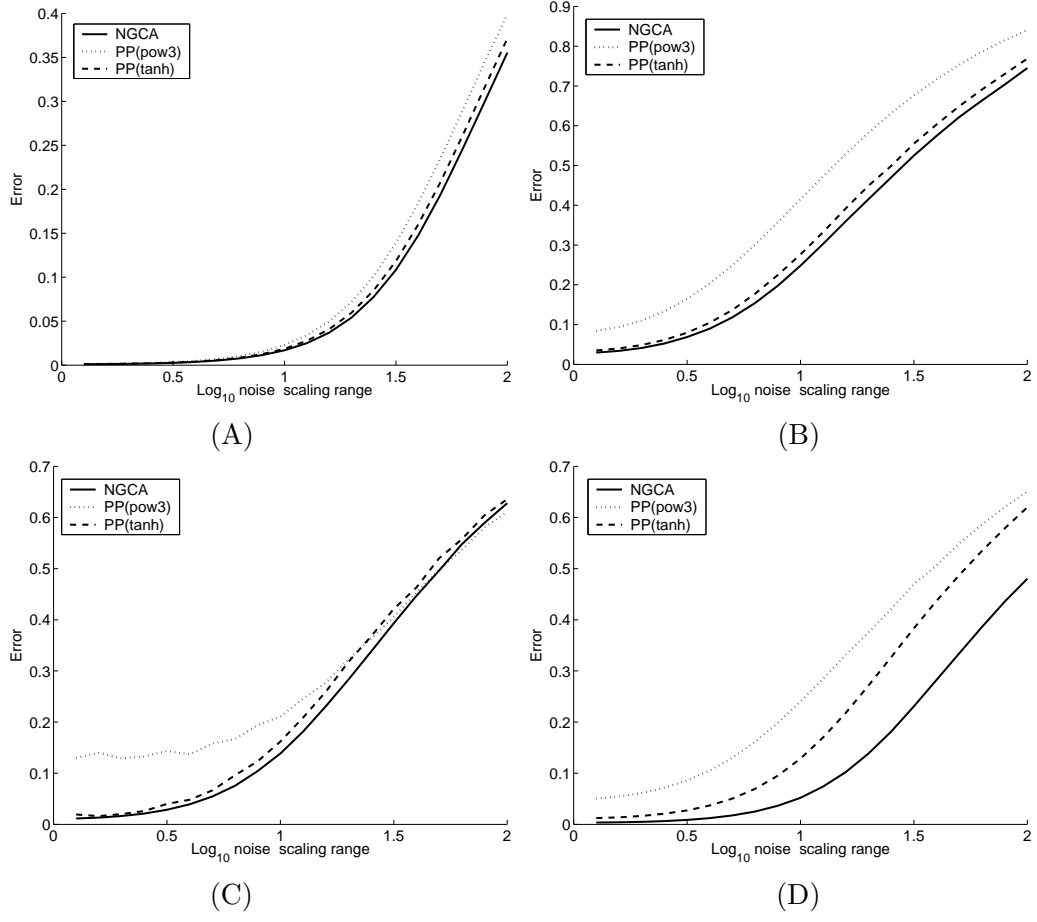 0.4
0.35
0.3
0.25
0.2
0.15
0.1
0.05
0
Error
NGCA
PP(pow3)
PP(tanh)
0 0.5 1 1.5 2
Log10 noise scaling range
(A)
0.9
0.8
0.7
0.6
0.5
0.4
0.3
0.2
0.1
0
Error
NGCA
PP(pow3)
PP(tanh)
0 0.5 1 1.5 2
Log10 noise scaling range
(B)
0.7
0.6
0.5
0.4
0.3
0.2
0.1
0
Error
NGCA
PP(pow3)
PP(tanh)
0 0.5 1 1.5 2
Log10 noise scaling range
(C)
0.7
0.6
0.5
0.4
0.3
0.2
0.1
0
Error
NGCA
PP(pow3)
PP(tanh)
0 0.5 1 1.5 2
Log10 noise scaling range
(D)